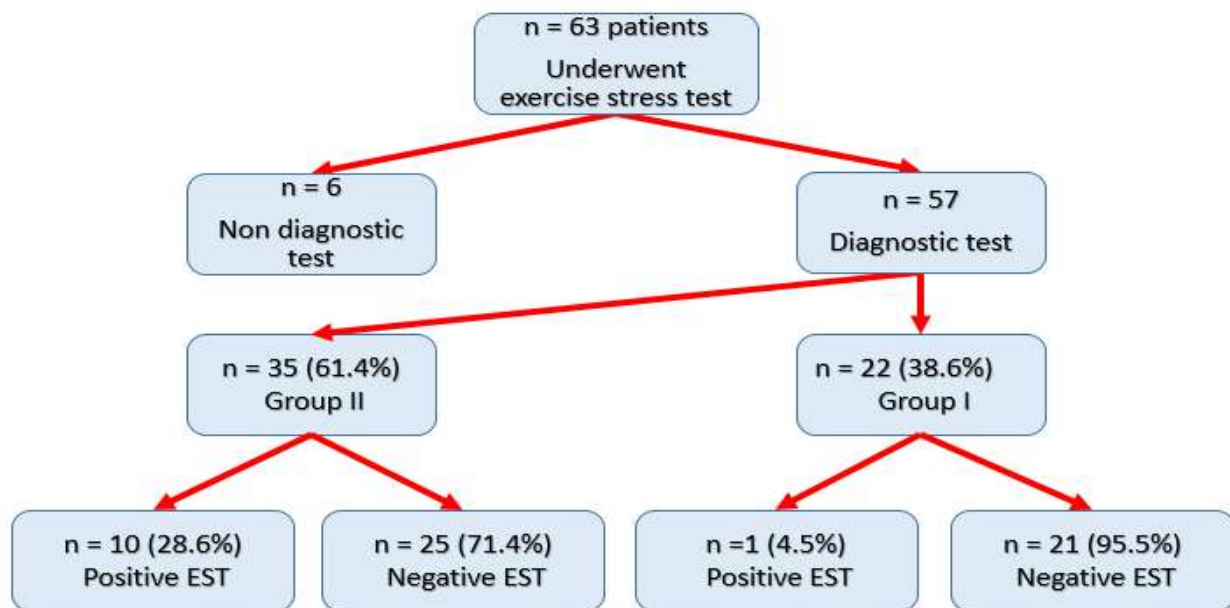 n = 63 patients
Underwent
exercise stress test
n = 6
Non diagnostic
test
n = 57
Diagnostic test
n = 35 (61.4%)
Group II
n = 22 (38.6%)
Group I
n = 10 (28.6%)
Positive EST
n = 25 (71.4%)
Negative EST
n =1 (4.5%)
Positive EST
n = 21 (95.5%)
Negative EST